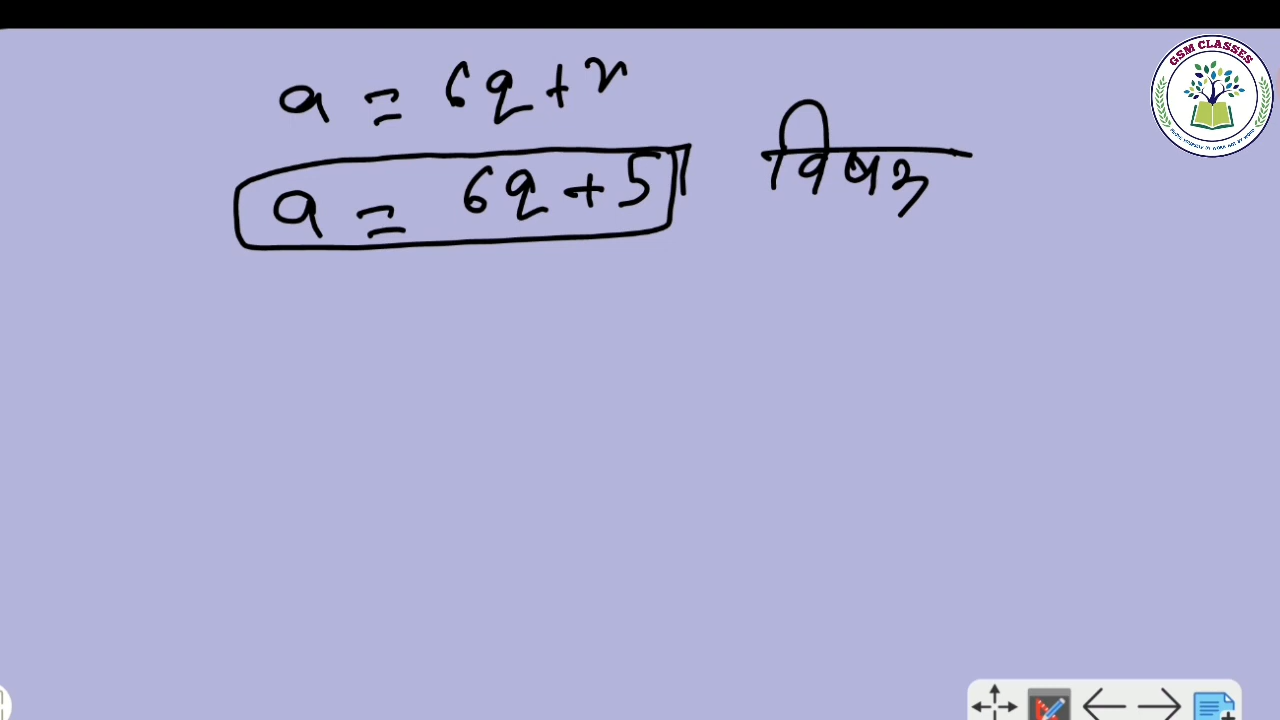 a = 6q + r
a = 6q + 5 विषम
GSM CLASSES